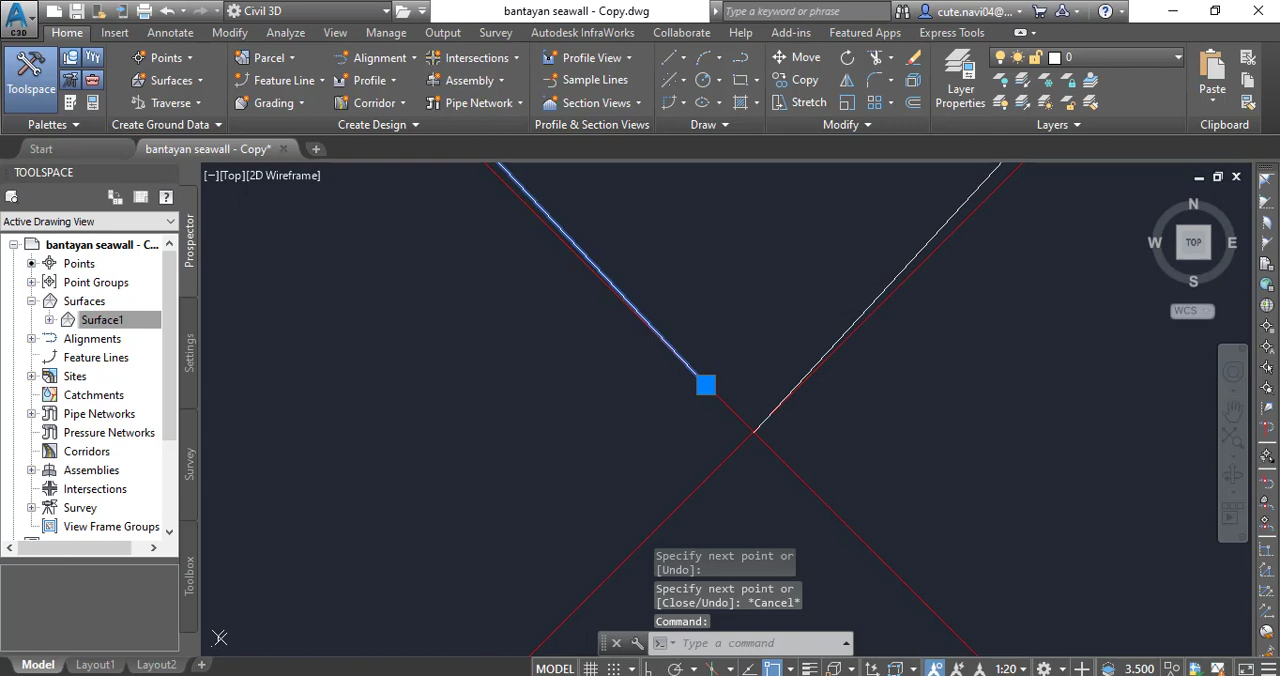 bantayan seawall - Copy.dwg
Type a keyword or phrase
cute.navi04@...
C3D
Civil 3D
Home Insert Annotate Modify Analyze View Manage Output Survey Autodesk InfraWorks Collaborate Help Add-ins Featured Apps Express Tools
Toolspace
Points
Surfaces
Traverse
Parcel
Feature Line
Grading
Alignment
Profile
Corridor
Intersections
Assembly
Pipe Network
Profile View
Sample Lines
Section Views
Move
Copy
Stretch
Layer
Properties
0
Paste
Palettes Create Ground Data Create Design Profile & Section Views Draw Modify Layers Clipboard
Start bantayan seawall - Copy*
TOOLSPACE
Active Drawing View
bantayan seawall - C...
Points
Point Groups
Surfaces
Surface1
Alignments
Feature Lines
Sites
Catchments
Pipe Networks
Pressure Networks
Corridors
Assemblies
Intersections
Survey
View Frame Groups
Prospector
Settings
Survey
Toolbox
[−][Top][2D Wireframe]
N
W TOP E
S
WCS
Specify next point or
[Undo]:
Specify next point or
[Close/Undo]: *Cancel*
Command:
Type a command
Model Layout1 Layout2
MODEL 1:20 3.500